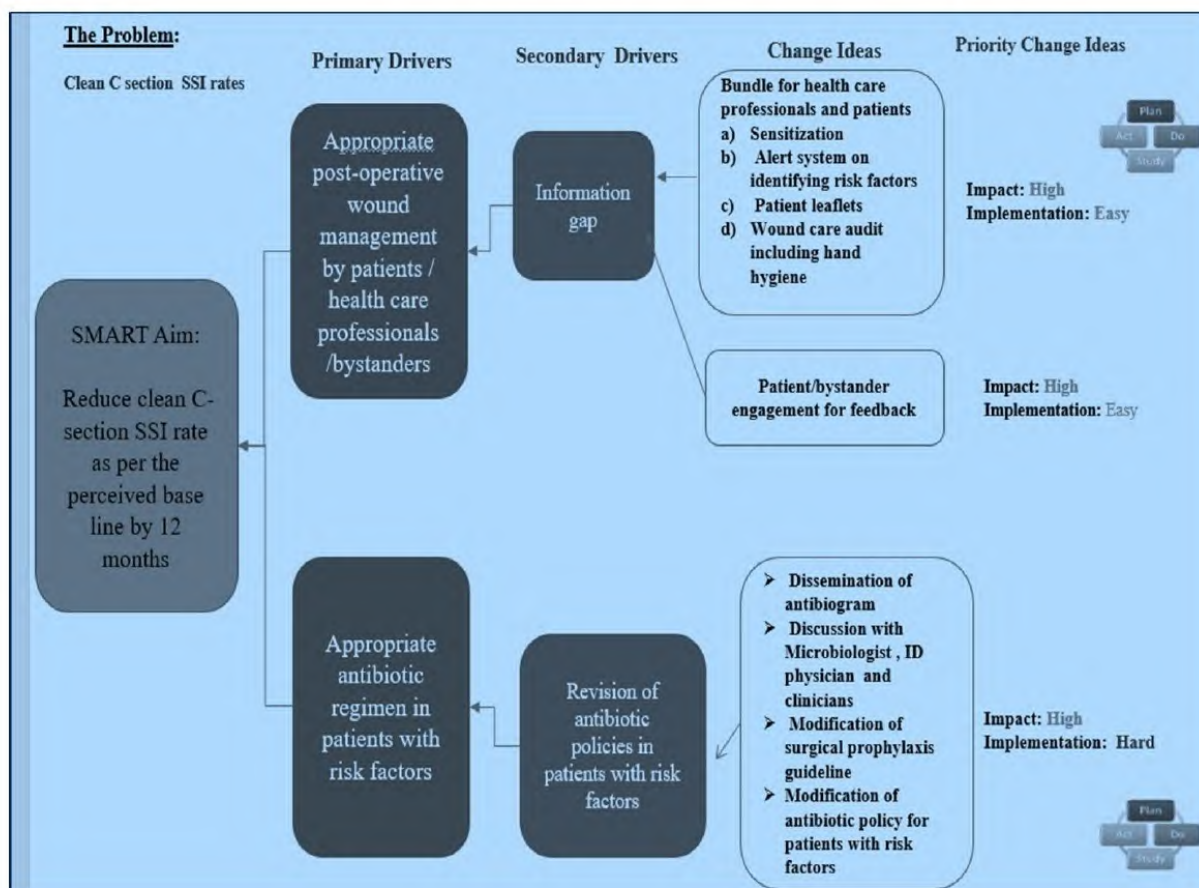 The Problem:
Clean C section SSI rates
Primary Drivers
Secondary Drivers
Change Ideas
Priority Change Ideas
SMART Aim:
Reduce clean C-
section SSI rate
as per the
perceived base
line by 12
months
Appropriate
post-operative
wound
management
by patients /
health care
professionals
/bystanders
Information
gap
Bundle for health care
professionals and patients
a) Sensitization
b) Alert system on
identifying risk factors
c) Patient leaflets
d) Wound care audit
including hand
hygiene
Plan
Act
Do
Study
Impact: High
Implementation: Easy
Patient/bystander
engagement for feedback
Impact: High
Implementation: Easy
Appropriate
antibiotic
regimen in
patients with
risk factors
Revision of
antibiotic
policies in
patients with risk
factors
➢ Dissemination of
antibiogram
➢ Discussion with
Microbiologist , ID
physician and
clinicians
➢ Modification of
surgical prophylaxis
guideline
➢ Modification of
antibiotic policy for
patients with risk
factors
Impact: High
Implementation: Hard
Plan
Act
Do
Study